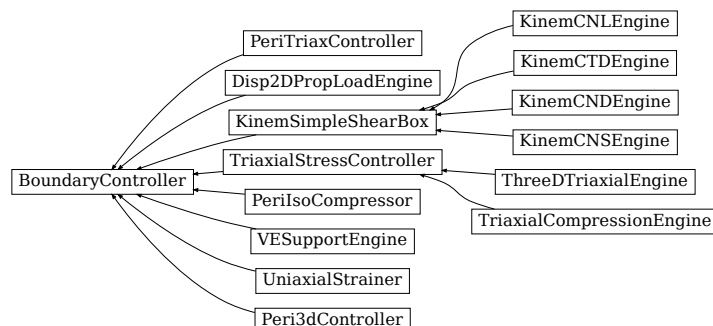 KinemCNLEngine
PeriTriaxController
KinemCTDEngine
Disp2DPropLoadEngine
KinemCNDEngine
KinemSimpleShearBox
KinemCNSEngine
TriaxialStressController
BoundaryController
ThreeDTriaxialEngine
PeriIsoCompressor
TriaxialCompressionEngine
VESupportEngine
UniaxialStrainer
Peri3dController